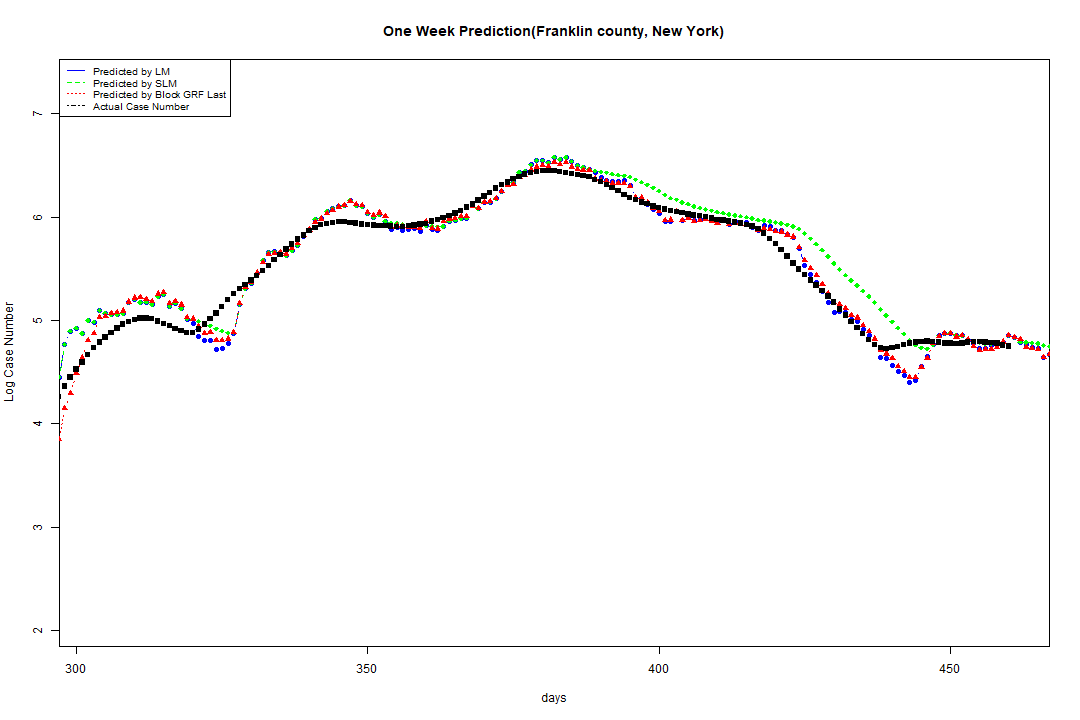 One Week Prediction(Franklin county, New York)
Predicted by LM
Predicted by SLM
Predicted by Block GRF Last
Actual Case Number
7
6
5
4
3
2
Log Case Number
300 350 400 450
days